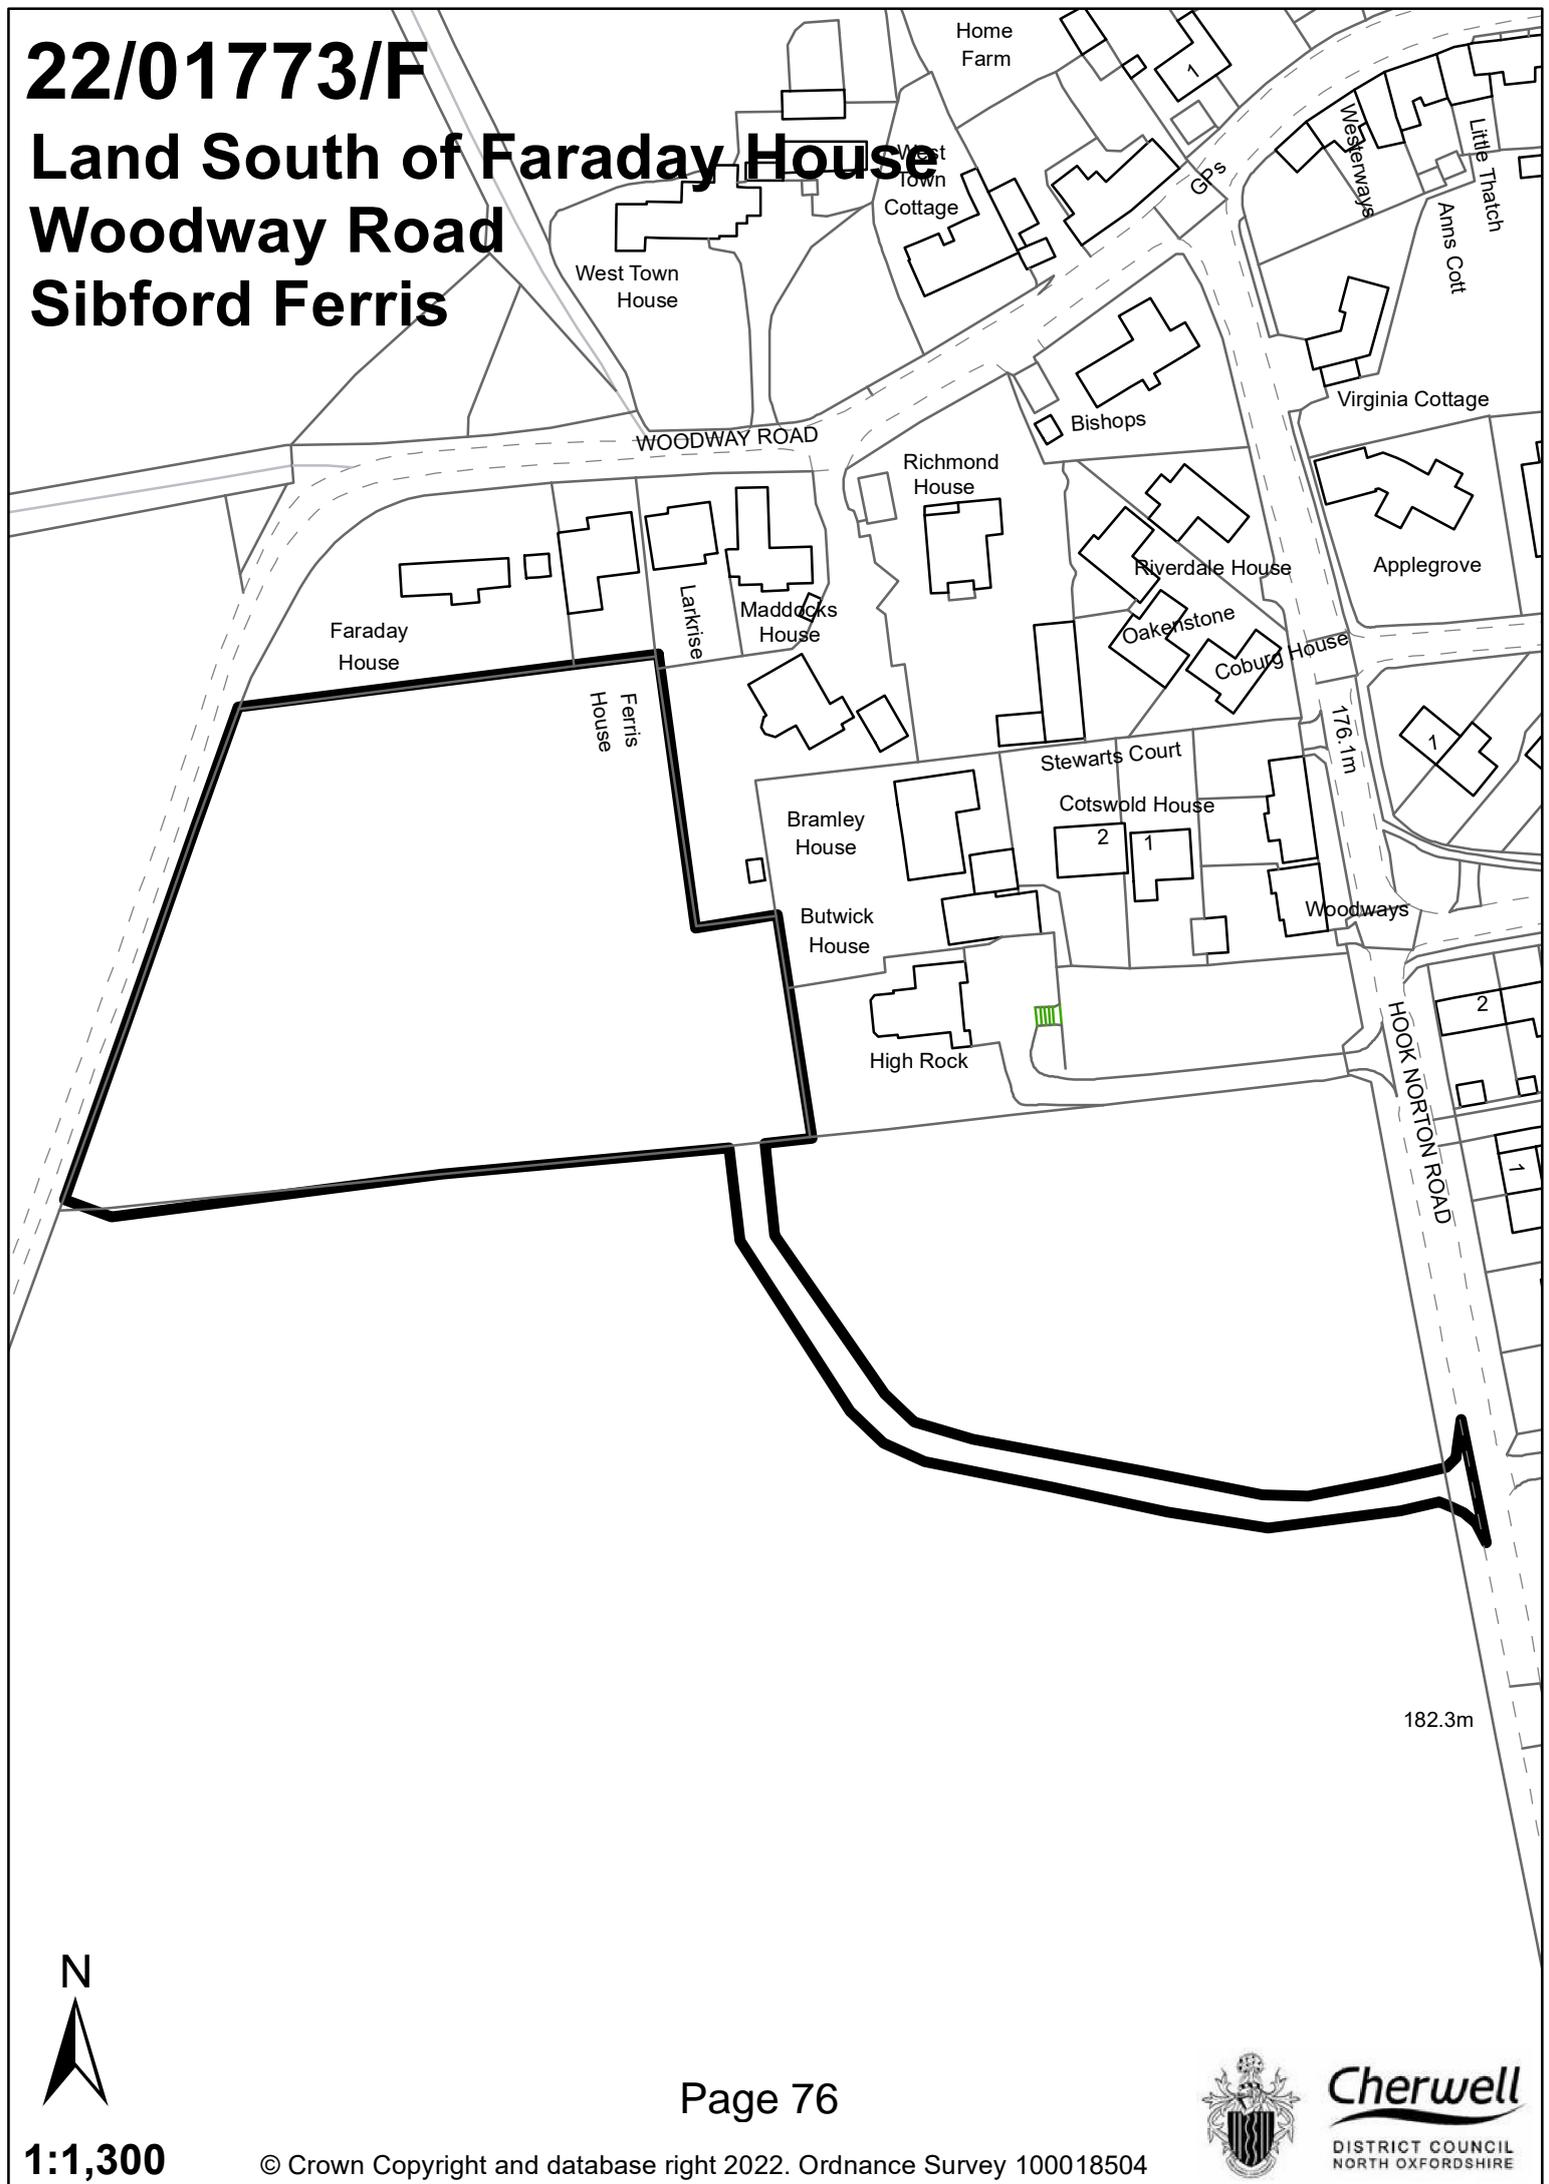 22/01773/F
Land South of Faraday House
Woodway Road
Sibford Ferris
Home
Farm
1
West
Town
Cottage
GPs
Westerways
Little Thatch
Anns Cott
West Town
House
WOODWAY ROAD
Bishops
Virginia Cottage
Richmond
House
Riverdale House
Applegrove
Faraday
House
Larkrise
Maddocks
House
Oakenstone
Coburg House
Ferris
House
176.1m
1
Stewarts Court
Cotswold House
Bramley
House
2
1
Butwick
House
Woodways
High Rock
2
HOOK NORTON ROAD
1
182.3m
N
Page 76
Cherwell
DISTRICT COUNCIL
NORTH OXFORDSHIRE
1:1,300
© Crown Copyright and database right 2022. Ordnance Survey 100018504